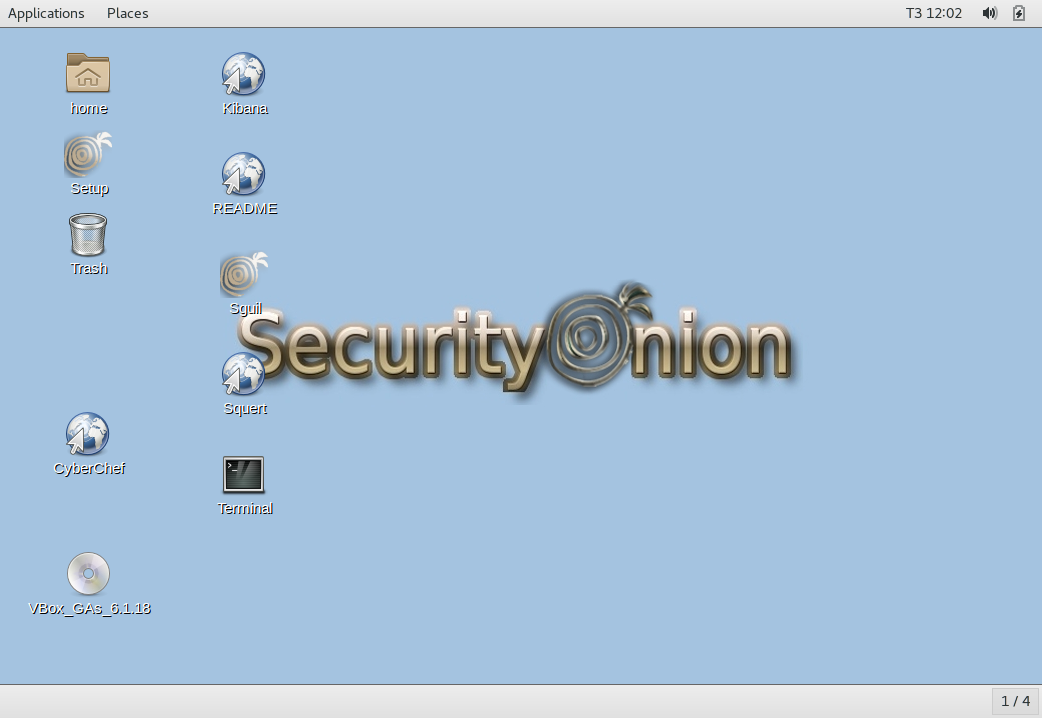 Applications Places T3 12:02
home
Kibana
Setup
README
Trash
Sguil
SecurityOnion
Squert
CyberChef
Terminal
VBox_GAs_6.1.18
1 / 4